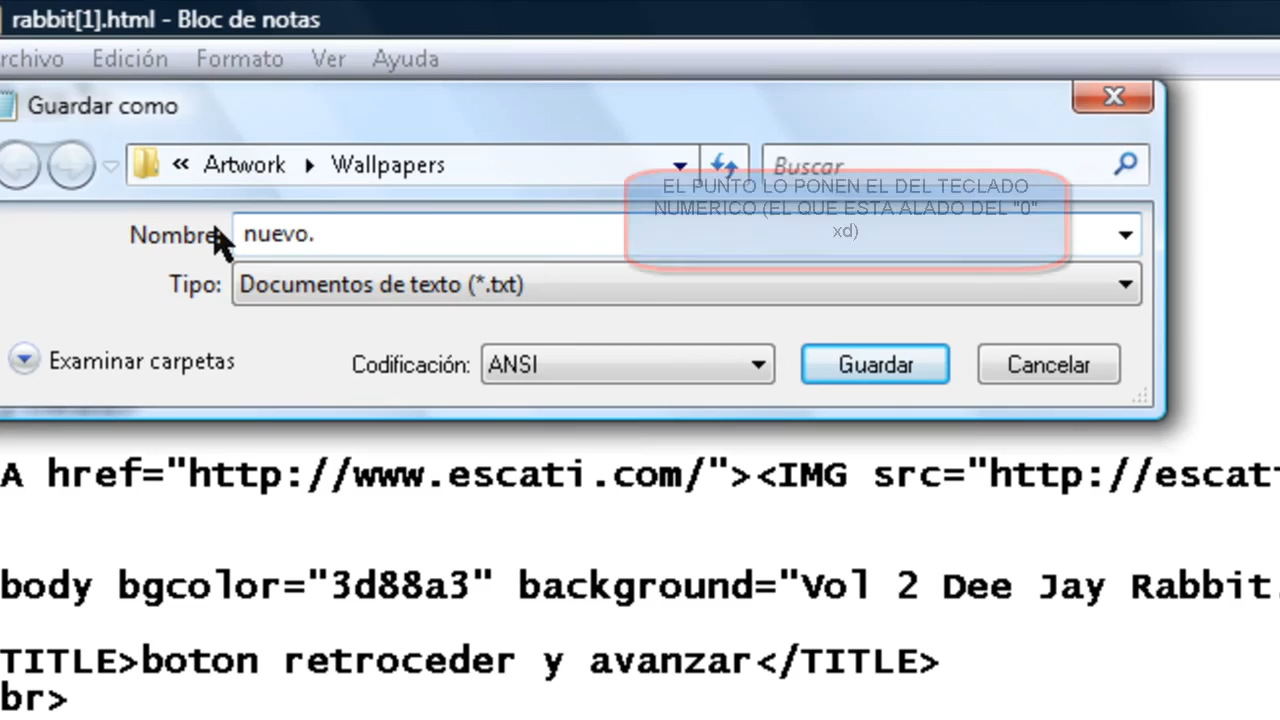 rabbit[1].html - Bloc de notas
rchivo Edición Formato Ver Ayuda
Guardar como
« Artwork Wallpapers Buscar
EL PUNTO LO PONEN EL DEL TECLADO
NUMERICO (EL QUE ESTA ALADO DEL "0"
xd)
Nombre: nuevo.
Tipo: Documentos de texto (*.txt)
Examinar carpetas Codificación: ANSI Guardar Cancelar
A href="http://www.escati.com/"><IMG src="http://escati
body bgcolor="3d88a3" background="Vol 2 Dee Jay Rabbit.
TITLE>boton retroceder y avanzar</TITLE>
br>